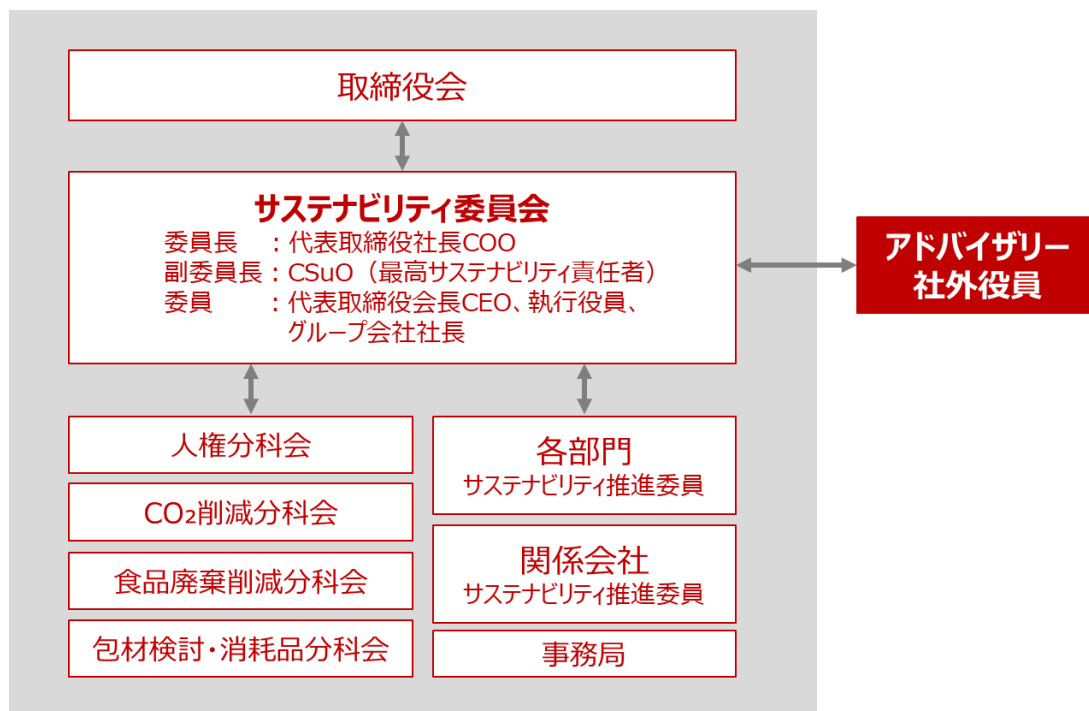 取締役会
サステナビリティ委員会
委員長　：代表取締役社長COO
副委員長：CSuO（最高サステナビリティ責任者）
委員　　：代表取締役会長CEO、執行役員、
グループ会社社長
アドバイザリー
社外役員
人権分科会
CO₂削減分科会
食品廃棄削減分科会
包材検討・消耗品分科会
各部門
サステナビリティ推進委員
関係会社
サステナビリティ推進委員
事務局